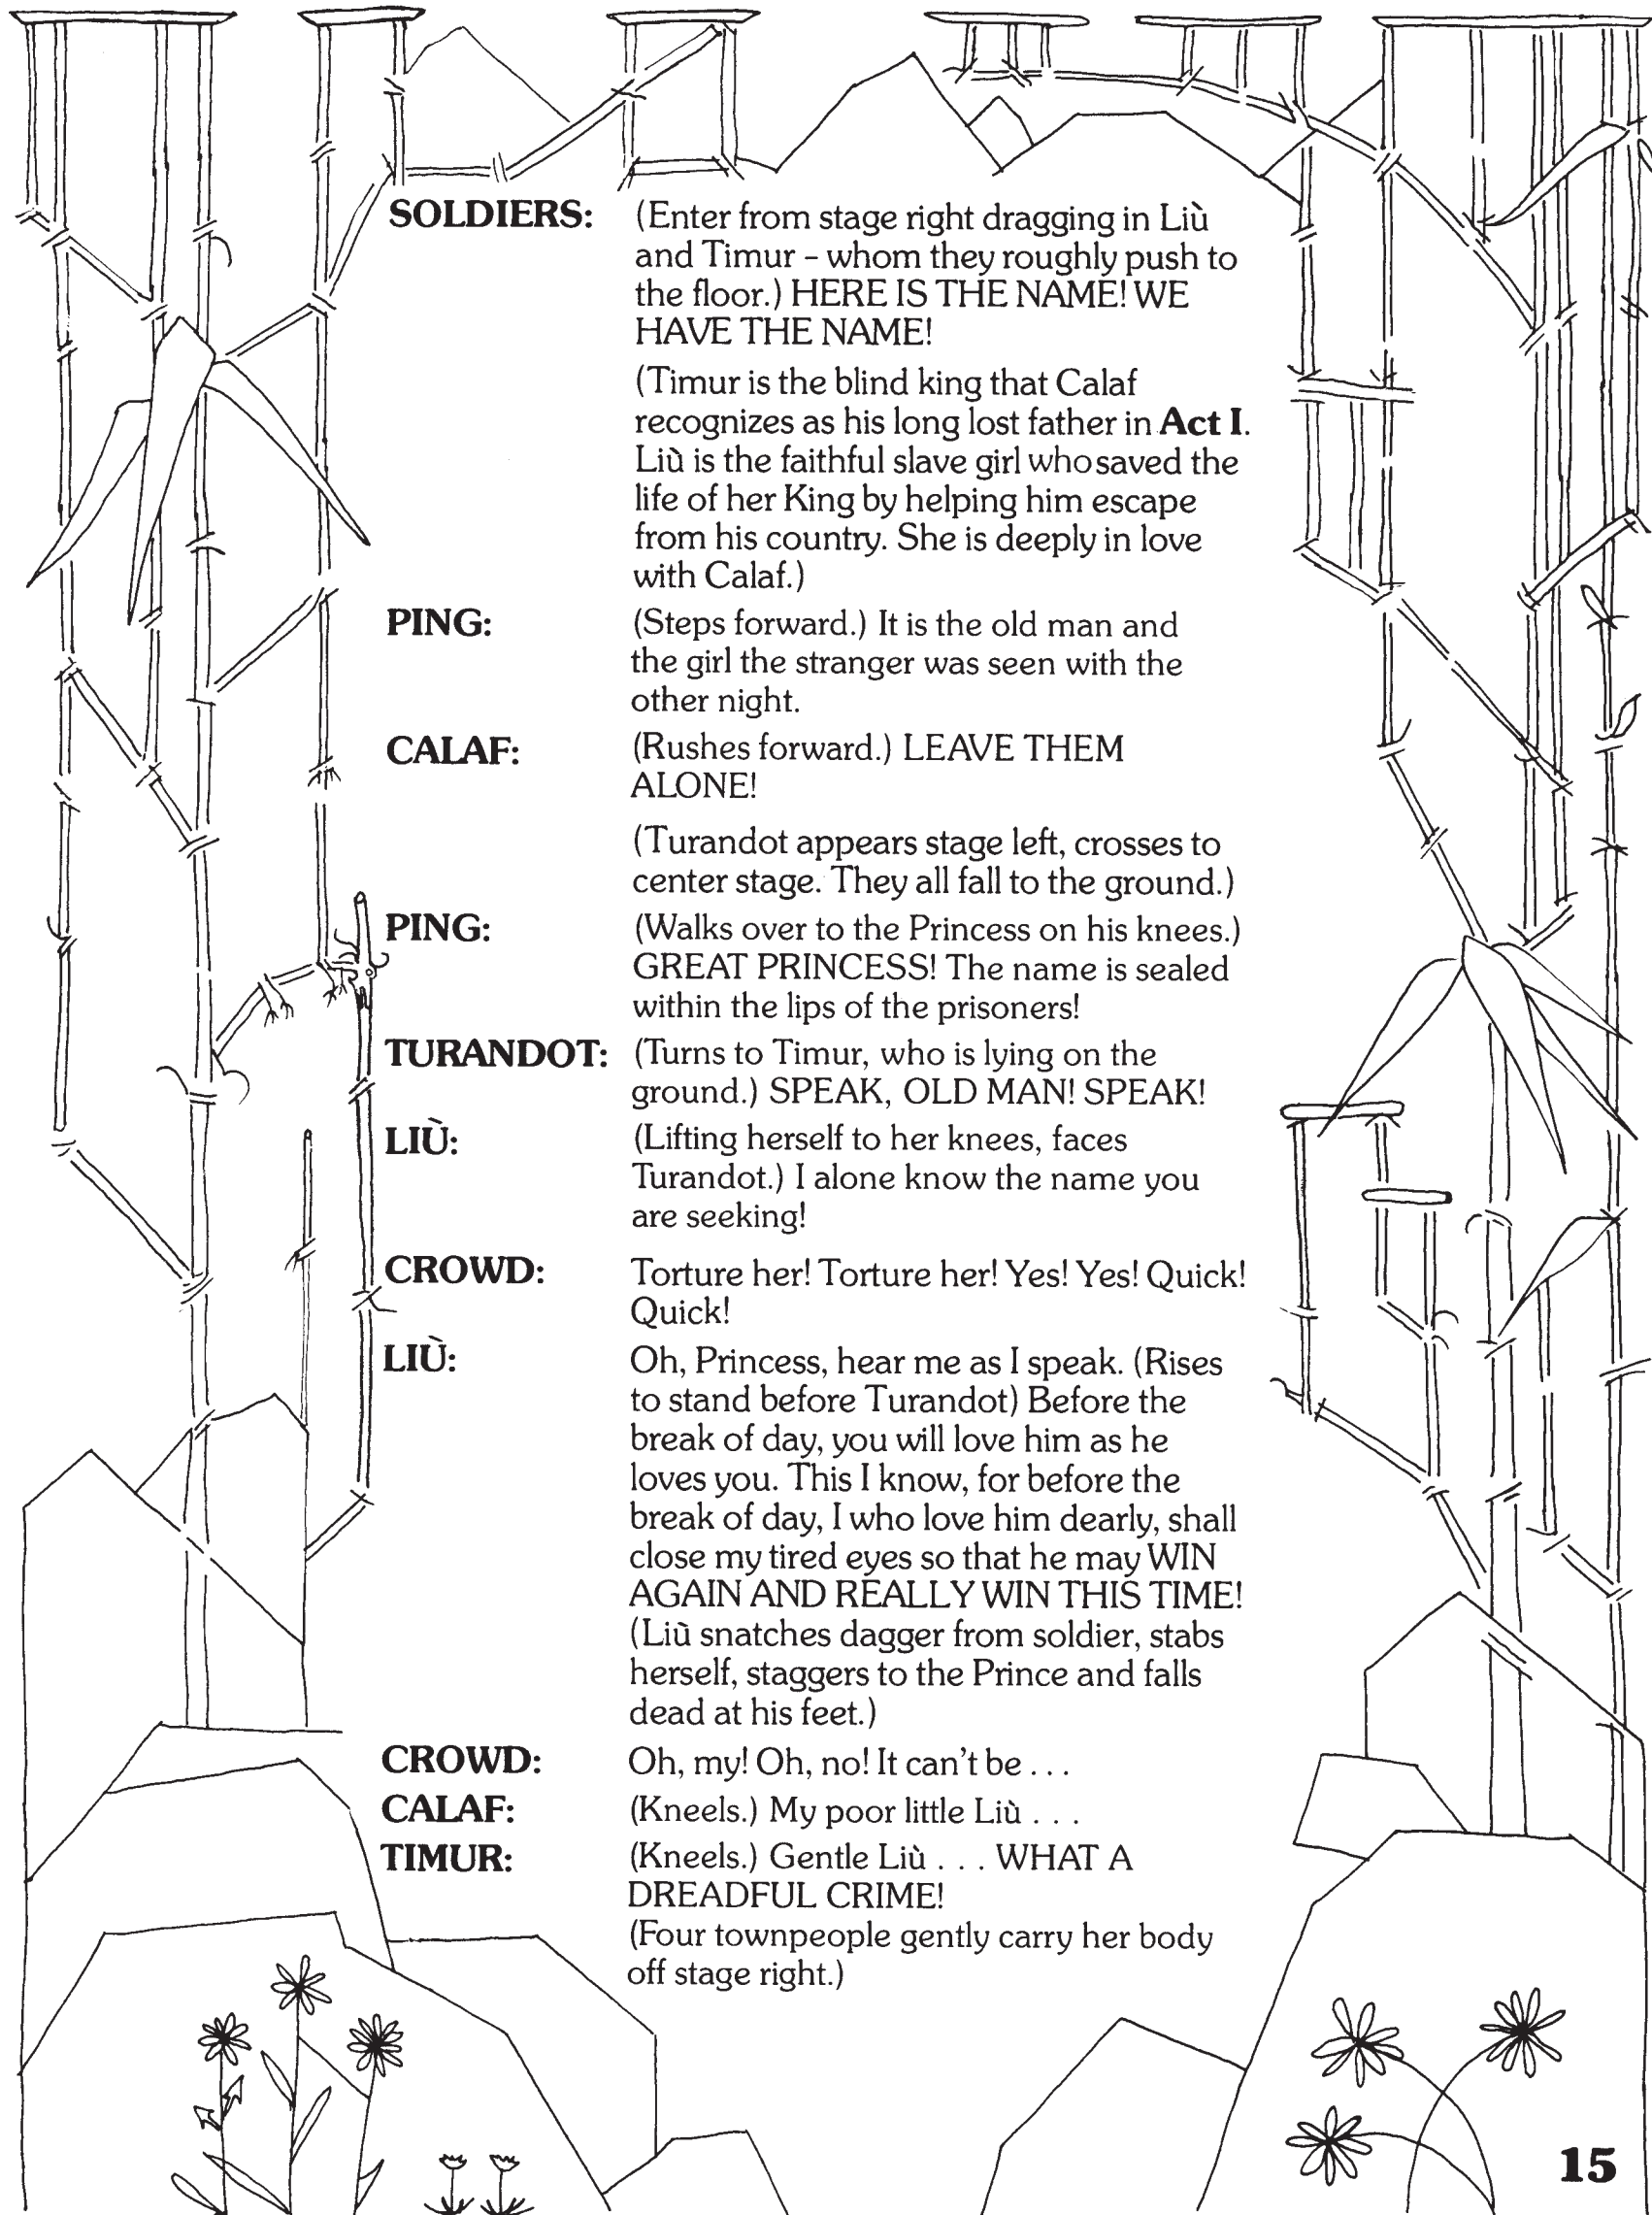 SOLDIERS: (Enter from stage right dragging in Liù
and Timur – whom they roughly push to
the floor.) HERE IS THE NAME! WE
HAVE THE NAME!
(Timur is the blind king that Calaf
recognizes as his long lost father in Act I.
Liù is the faithful slave girl who saved the
life of her King by helping him escape
from his country. She is deeply in love
with Calaf.)
PING: (Steps forward.) It is the old man and
the girl the stranger was seen with the
other night.
CALAF: (Rushes forward.) LEAVE THEM
ALONE!
(Turandot appears stage left, crosses to
center stage. They all fall to the ground.)
PING: (Walks over to the Princess on his knees.)
GREAT PRINCESS! The name is sealed
within the lips of the prisoners!
TURANDOT: (Turns to Timur, who is lying on the
ground.) SPEAK, OLD MAN! SPEAK!
LIÙ: (Lifting herself to her knees, faces
Turandot.) I alone know the name you
are seeking!
CROWD: Torture her! Torture her! Yes! Yes! Quick!
Quick!
LIÙ: Oh, Princess, hear me as I speak. (Rises
to stand before Turandot) Before the
break of day, you will love him as he
loves you. This I know, for before the
break of day, I who love him dearly, shall
close my tired eyes so that he may WIN
AGAIN AND REALLY WIN THIS TIME!
(Liù snatches dagger from soldier, stabs
herself, staggers to the Prince and falls
dead at his feet.)
CROWD: Oh, my! Oh, no! It can't be . . .
CALAF: (Kneels.) My poor little Liù . . .
TIMUR: (Kneels.) Gentle Liù . . . WHAT A
DREADFUL CRIME!
(Four townpeople gently carry her body
off stage right.)
15